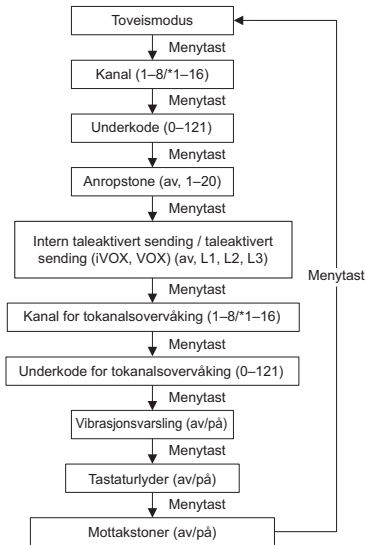 Toveismodus
Menytast
Kanal (1–8/*1–16)
Menytast
Underkode (0–121)
Menytast
Anropstone (av, 1–20)
Menytast
Intern taleaktivert sending / taleaktivert
sending (iVOX, VOX) (av, L1, L2, L3)
Menytast
Menytast
Kanal for tokanalsovervåking (1–8/*1–16)
Menytast
Underkode for tokanalsovervåking (0–121)
Menytast
Vibrasjonsvarsling (av/på)
Menytast
Tastaturlyder (av/på)
Menytast
Mottakstoner (av/på)